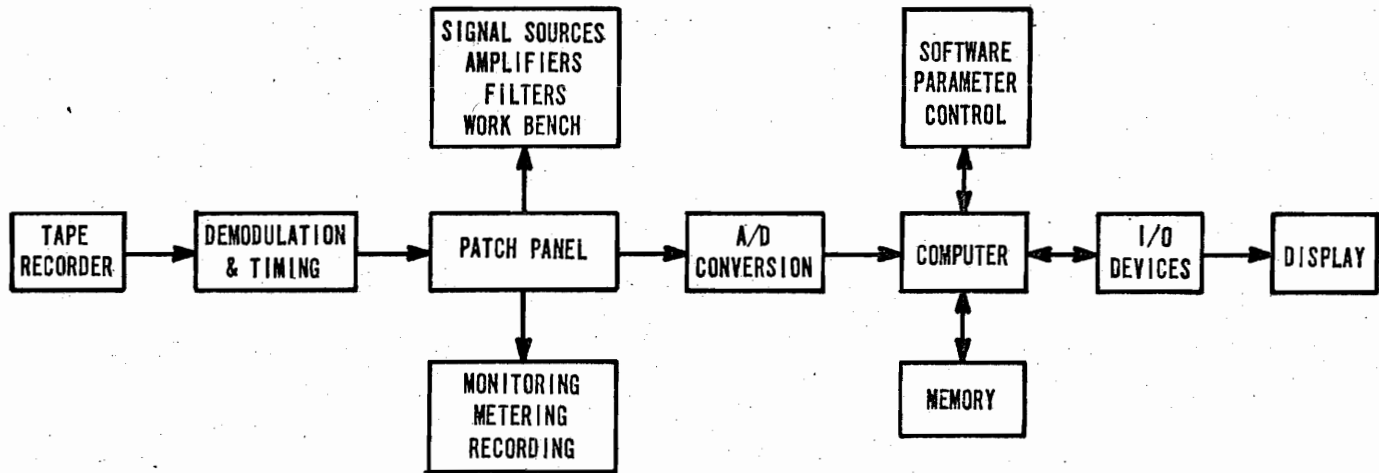 SIGNAL SOURCES
AMPLIFIERS
FILTERS
WORK BENCH
SOFTWARE
PARAMETER
CONTROL
TAPE
RECORDER
DEMODULATION
& TIMING
PATCH PANEL
A/D
CONVERSION
COMPUTER
I/O
DEVICES
DISPLAY
MONITORING
METERING
RECORDING
MEMORY